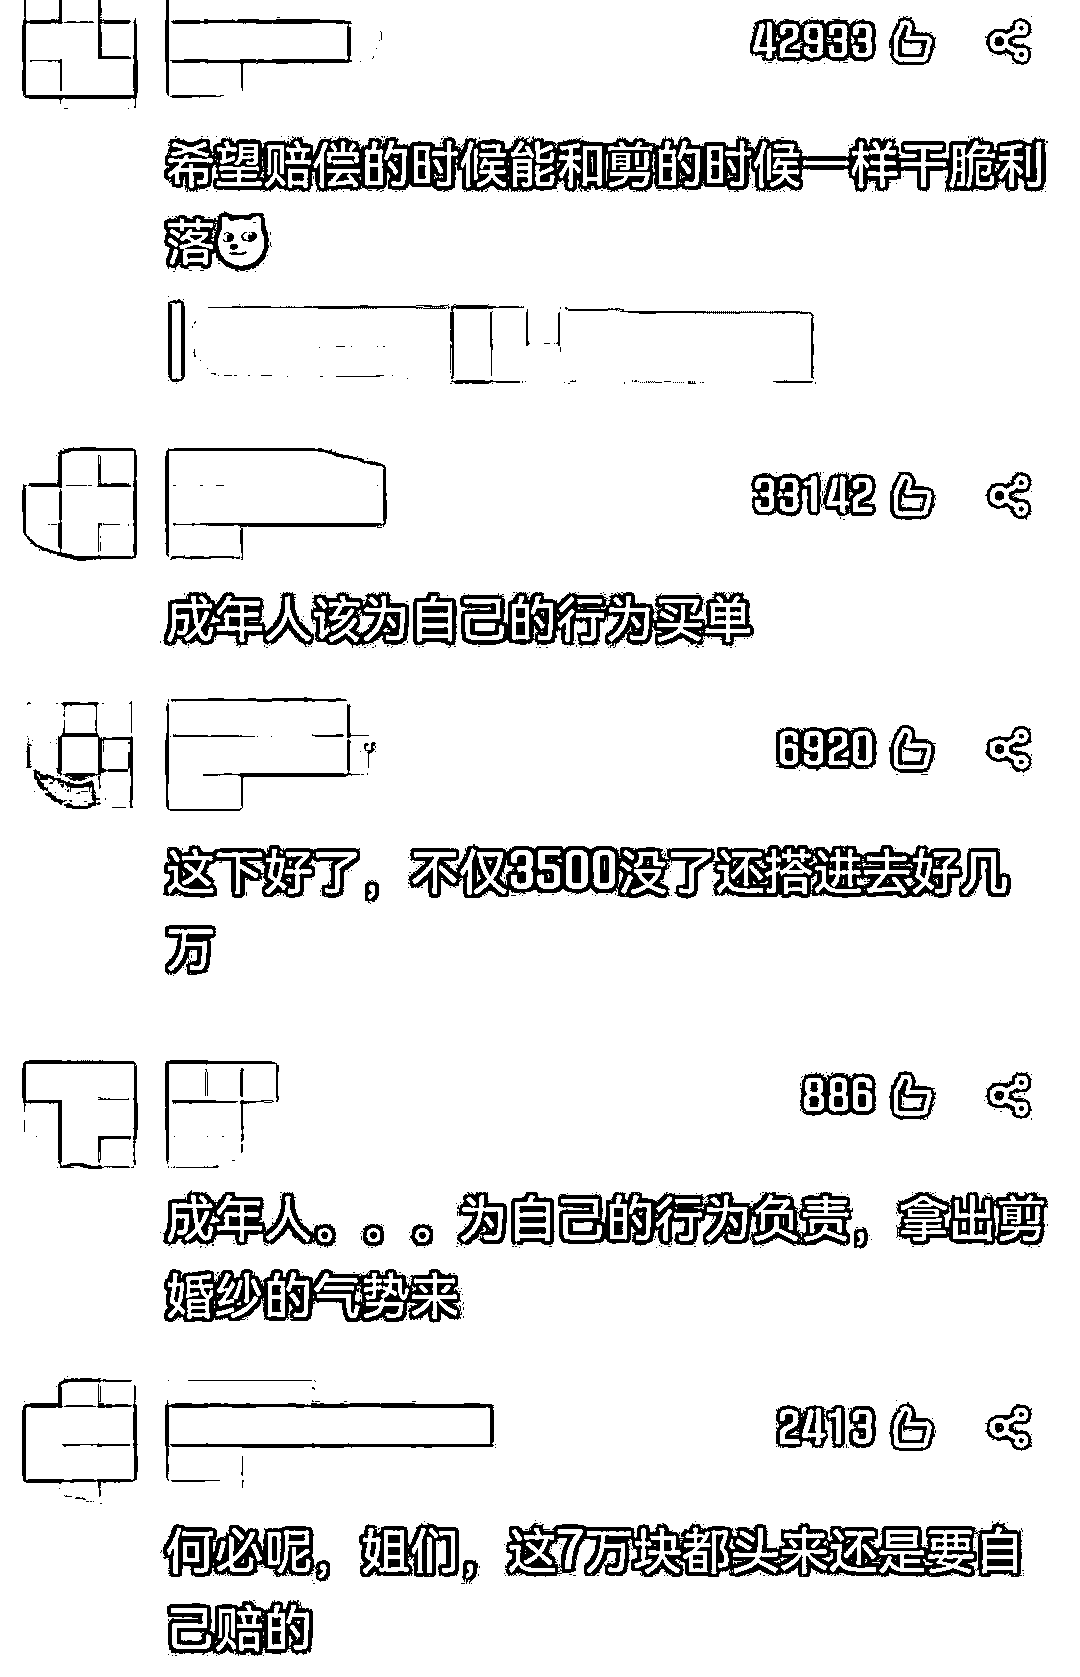 42933
希望赔偿的时候能和剪的时候一样干脆利
落
33142
成年人该为自己的行为买单
6920
这下好了，不仅3500没了还搭进去好几
万
886
成年人。。。为自己的行为负责，拿出剪
婚纱的气势来
2413
何必呢，姐们，这7万块都头来还是要自
己赔的